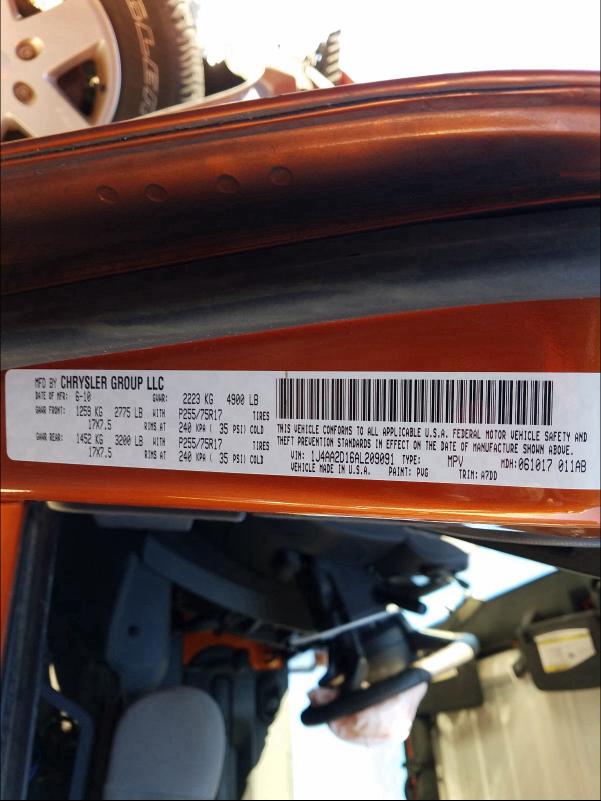 MFD BY CHRYSLER GROUP LLC
DATE OF MFR: 6-10 GVWR: 2223 KG 4900 LB
GAWR FRONT: 1259 KG 2775 LB WITH P255/75R17 TIRES
17X7.5 RIMS AT 240 KPA ( 35 PSI) COLD
GAWR REAR: 1452 KG 3200 LB WITH P255/75R17 TIRES
17X7.5 RIMS AT 240 KPA ( 35 PSI) COLD
THIS VEHICLE CONFORMS TO ALL APPLICABLE U.S.A. FEDERAL MOTOR VEHICLE SAFETY AND
THEFT PREVENTION STANDARDS IN EFFECT ON THE DATE OF MANUFACTURE SHOWN ABOVE.
VIN: 1J4AA2D16AL209091 TYPE: MPV MDH: 061017 011AB
VEHICLE MADE IN U.S.A. PAINT: PVG TRIM: A7DD